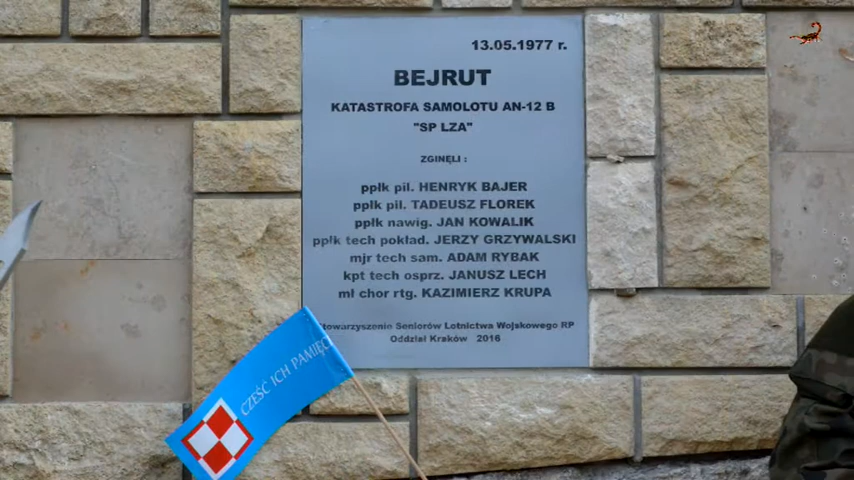 13.05.1977 r.
BEJRUT
KATASTROFA SAMOLOTU AN-12 B
"SP LZA"
ZGINĘLI :
ppłk pil. HENRYK BAJER
ppłk pil. TADEUSZ FLOREK
ppłk nawig. JAN KOWALIK
ppłk tech pokład. JERZY GRZYWALSKI
mjr tech sam. ADAM RYBAK
kpt tech osprz. JANUSZ LERCH
mł chor rtg. KAZIMIERZ KRUPA
Stowarzyszenie Seniorów Lotnictwa Wojskowego RP
Oddział KRAKÓW 2016
CZEŚĆ ICH PAMIĘCI